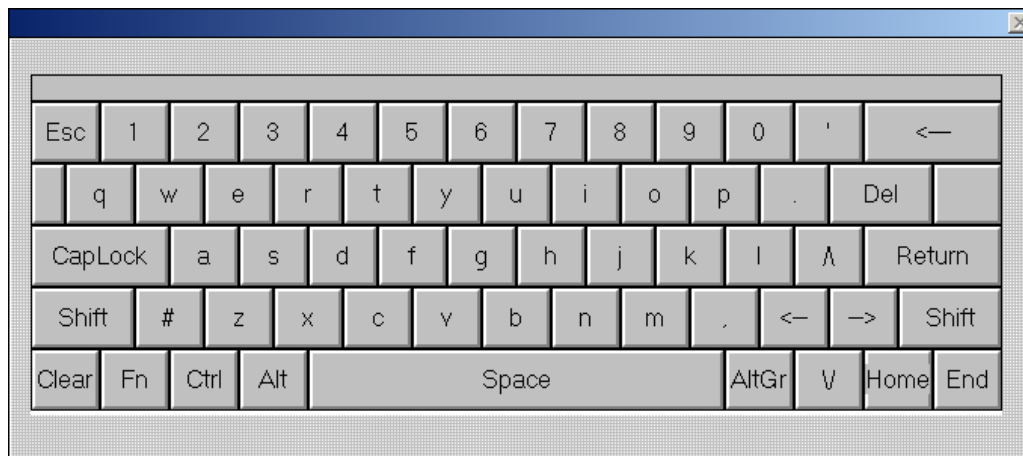 Esc 1 2 3 4 5 6 7 8 9 0 ' <—
q w e r t y u i o p . Del
CapLock a s d f g h j k l /\ Return
Shift # z x c v b n m , <— —> Shift
Clear Fn Ctrl Alt Space AltGr \/ Home End